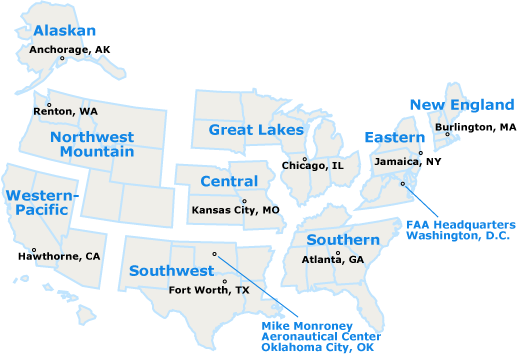 Alaskan
Anchorage, AK
Renton, WA
Northwest
Mountain
Great Lakes
Chicago, IL
New England
Burlington, MA
Eastern
Jamaica, NY
Central
Kansas City, MO
Western-
Pacific
Hawthorne, CA
FAA Headquarters
Washington, D.C.
Southern
Atlanta, GA
Southwest
Fort Worth, TX
Mike Monroney
Aeronautical Center
Oklahoma City, OK